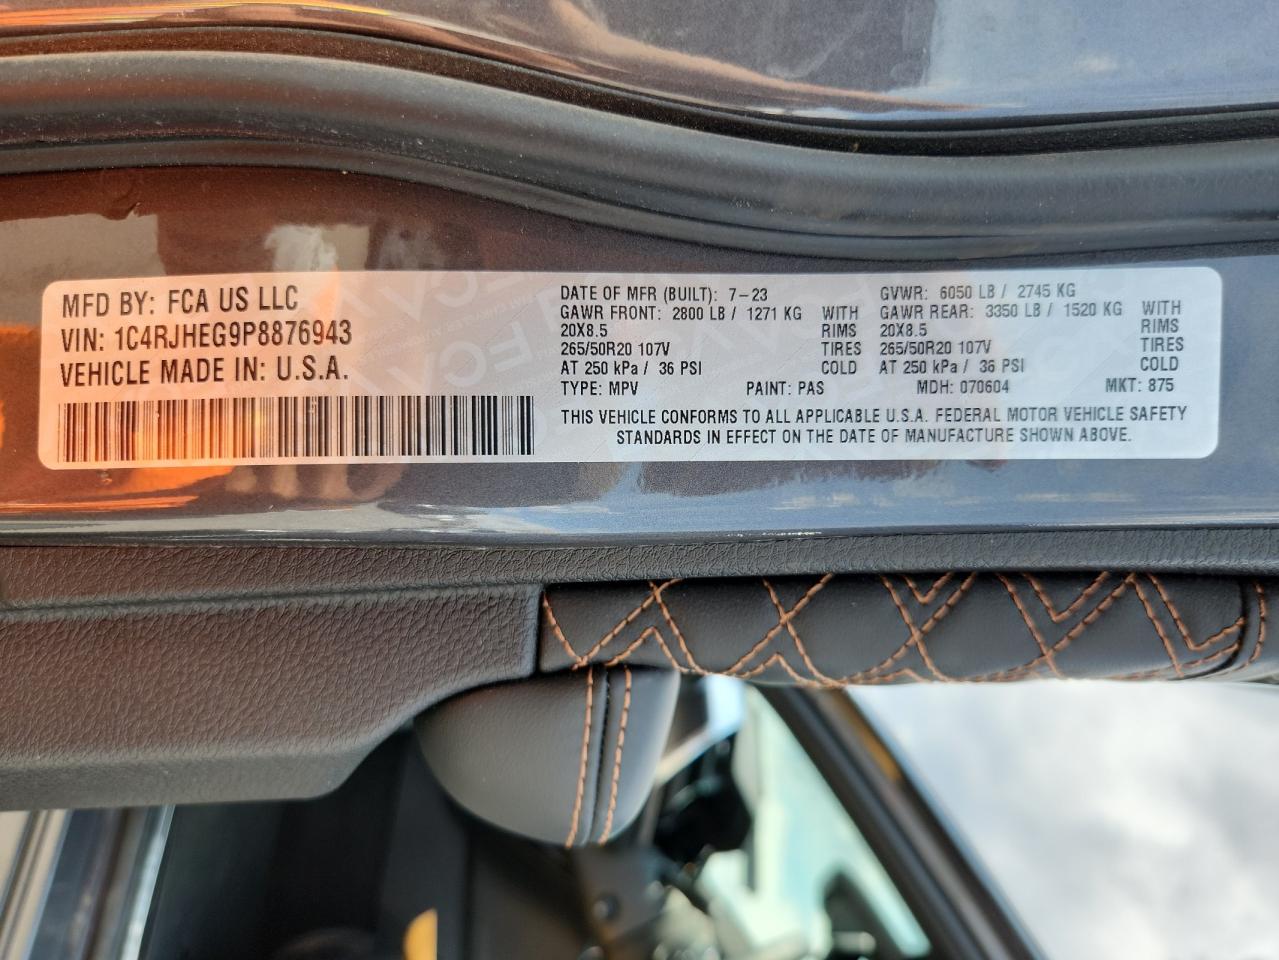 MFD BY: FCA US LLC
VIN: 1C4RJHEG9P8876943
VEHICLE MADE IN: U.S.A.
DATE OF MFR (BUILT): 7-23
GAWR FRONT: 2800 LB / 1271 KG WITH
20X8.5 RIMS
265/50R20 107V TIRES
AT 250 kPa / 36 PSI COLD
GVWR: 6050 LB / 2745 KG
GAWR REAR: 3350 LB / 1520 KG WITH
20X8.5 RIMS
265/50R20 107V TIRES
AT 250 kPa / 36 PSI COLD
TYPE: MPV PAINT: PAS MDH: 070604 MKT: 875
THIS VEHICLE CONFORMS TO ALL APPLICABLE U.S.A. FEDERAL MOTOR VEHICLE SAFETY
STANDARDS IN EFFECT ON THE DATE OF MANUFACTURE SHOWN ABOVE.